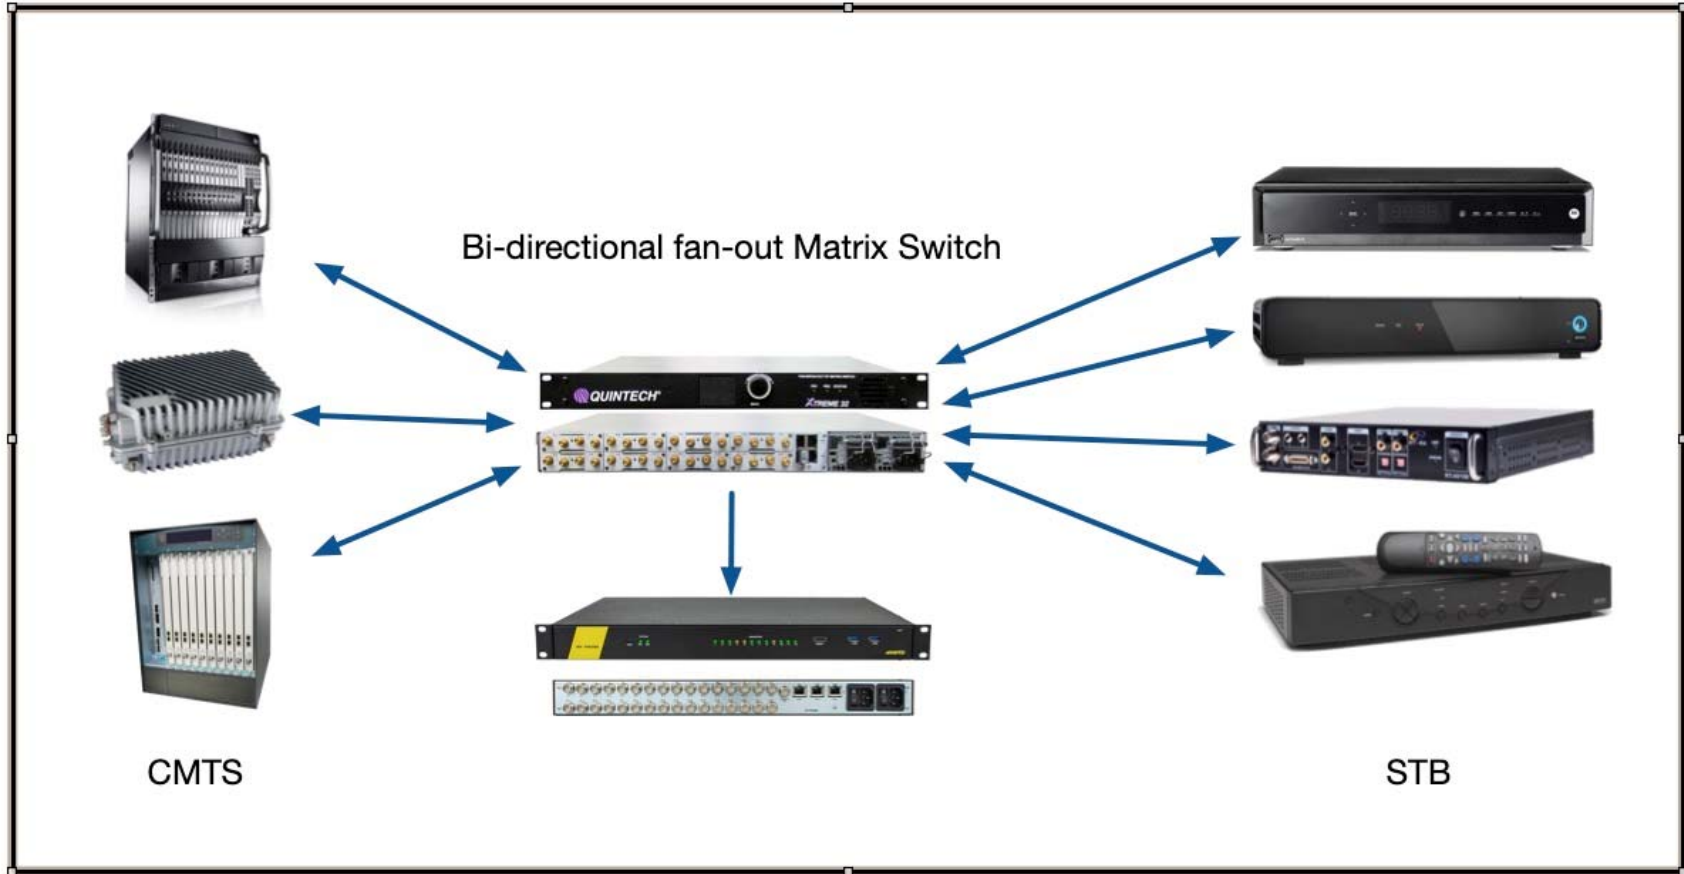 Bi-directional fan-out Matrix Switch
QUINTECH
XTREME 32
CMTS
STB